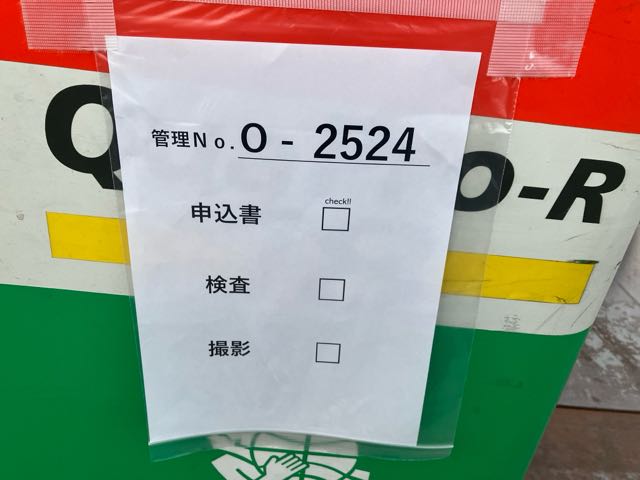 管理No. O - 2524
check!!
申込書 □
検査 □
撮影 □
Q
O-R